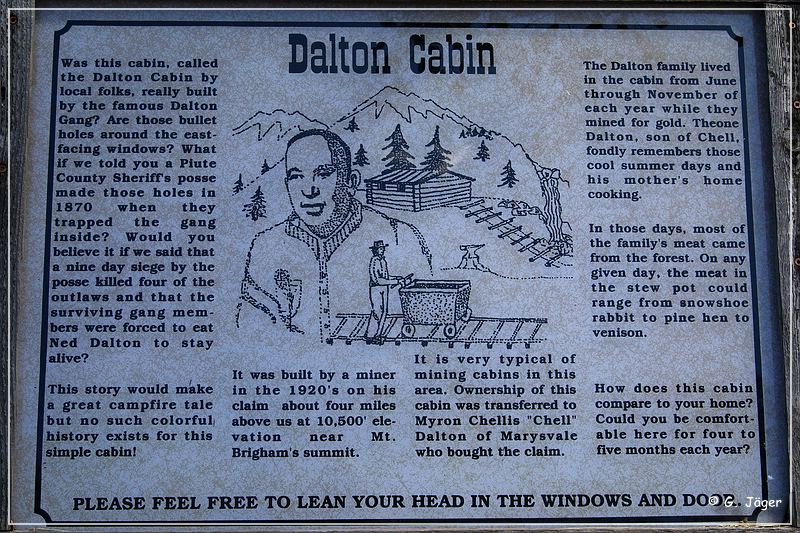 Dalton Cabin
Was this cabin, called
the Dalton Cabin by
local folks, really built
by the famous Dalton
Gang? Are those bullet
holes around the east-
facing windows? What
if we told you a Piute
County Sheriff's posse
made those holes in
1870 when they
trapped the gang
inside? Would you
believe it if we said that
a nine day siege by the
posse killed four of the
outlaws and that the
surviving gang mem-
bers were forced to eat
Ned Dalton to stay
alive?
This story would make
a great campfire tale
but no such colorful
history exists for this
simple cabin!
It was built by a miner
in the 1920's on his
claim about four miles
above us at 10,500' ele-
vation near Mt.
Brigham's summit.
It is very typical of
mining cabins in this
area. Ownership of this
cabin was transferred to
Myron Chellis "Chell"
Dalton of Marysvale
who bought the claim.
The Dalton family lived
in the cabin from June
through November of
each year while they
mined for gold. Theone
Dalton, son of Chell,
fondly remembers those
cool summer days and
his mother's home
cooking.
In those days, most of
the family's meat came
from the forest. On any
given day, the meat in
the stew pot could
range from snowshoe
rabbit to pine hen to
venison.
How does this cabin
compare to your home?
Could you be comfort-
able here for four to
five months each year?
PLEASE FEEL FREE TO LEAN YOUR HEAD IN THE WINDOWS AND
© G. Jäger